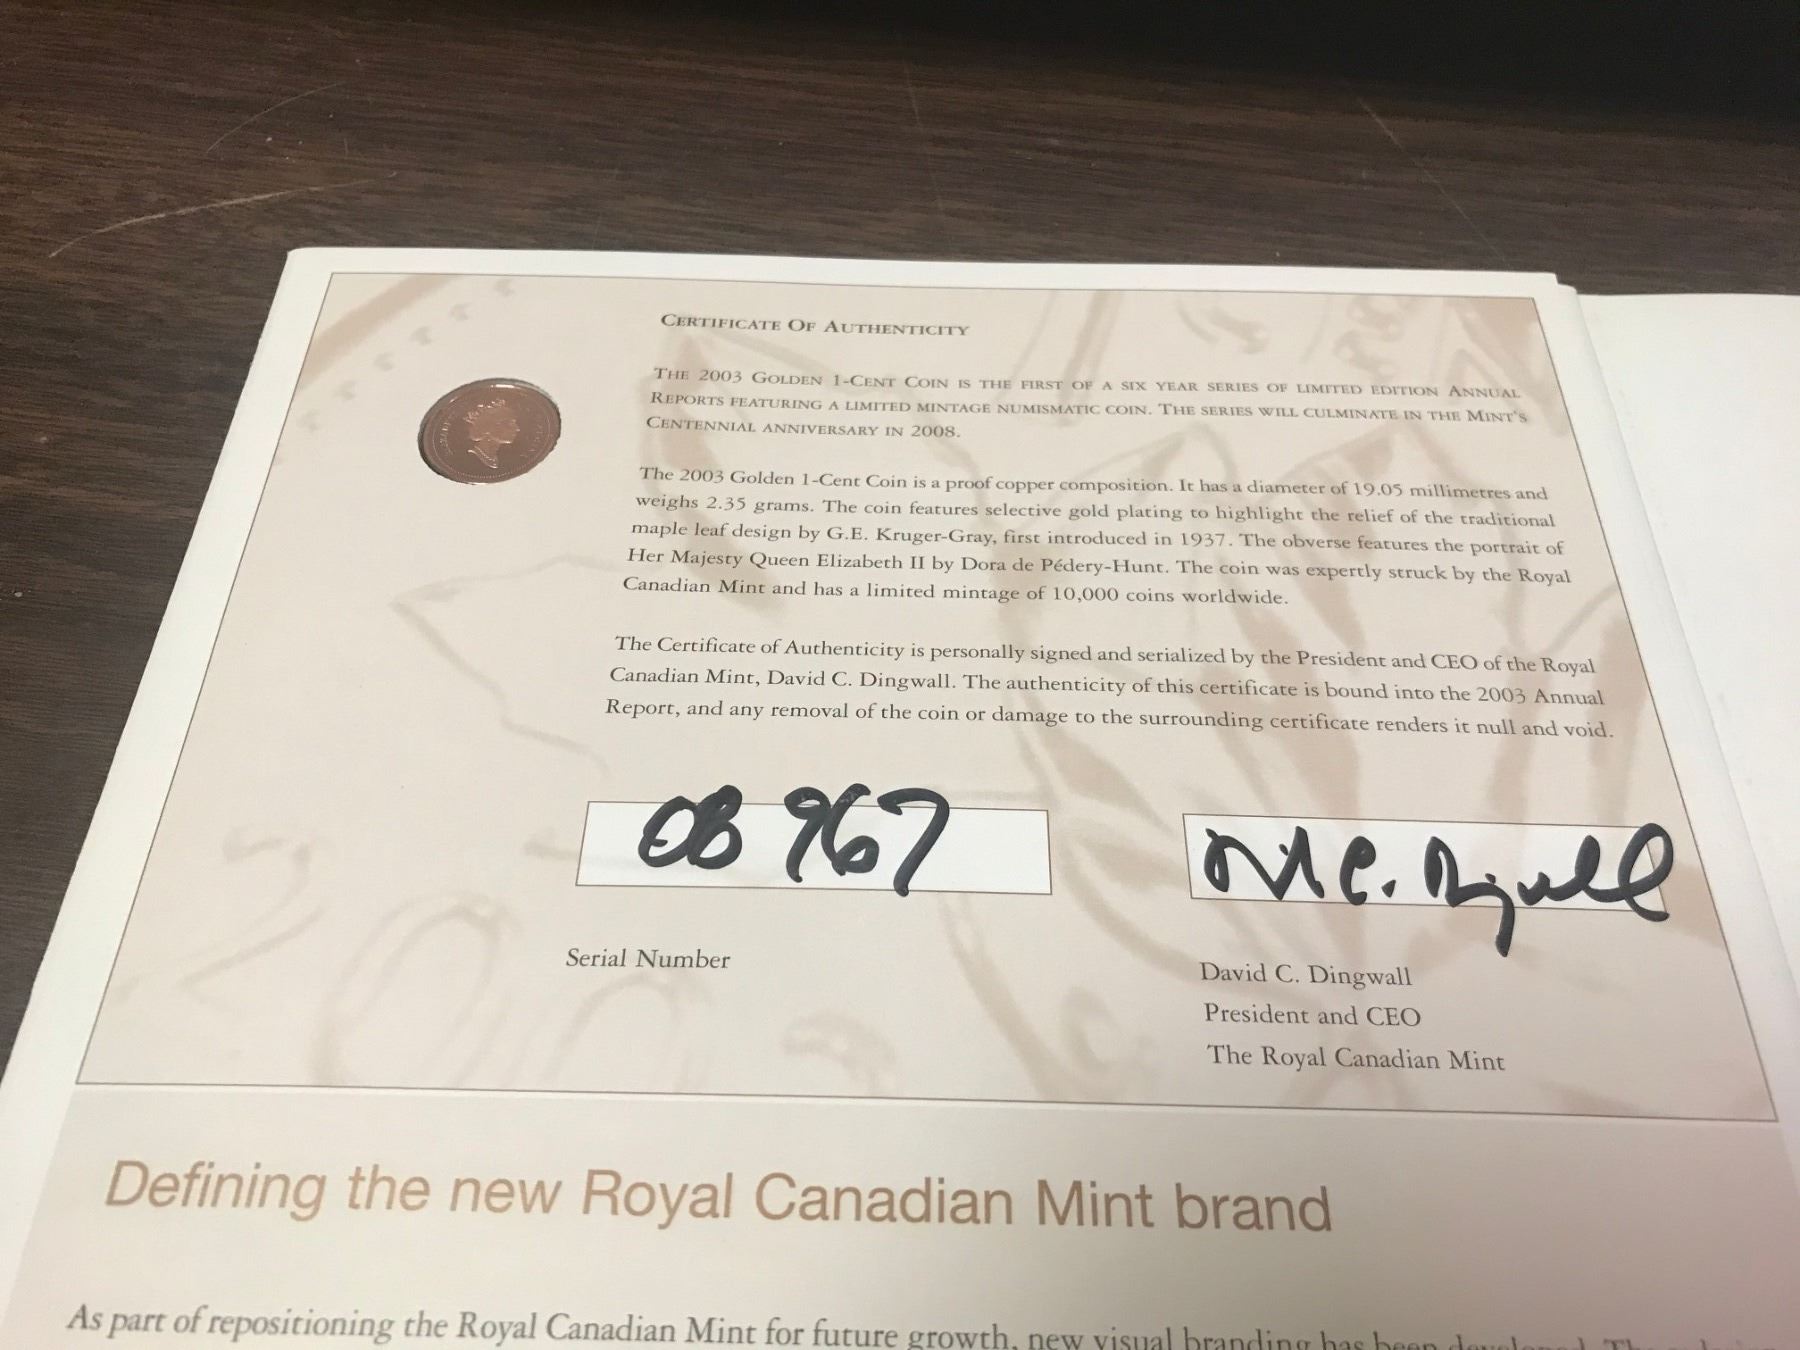 CERTIFICATE OF AUTHENTICITY
THE 2003 GOLDEN 1-CENT COIN IS THE FIRST OF A SIX YEAR SERIES OF LIMITED EDITION ANNUAL
REPORTS FEATURING A LIMITED MINTAGE NUMISMATIC COIN. THE SERIES WILL CULMINATE IN THE MINT'S
CENTENNIAL ANNIVERSARY IN 2008.
The 2003 Golden 1-Cent Coin is a proof copper composition. It has a diameter of 19.05 millimetres and
weighs 2.35 grams. The coin features selective gold plating to highlight the relief of the traditional
maple leaf design by G.E. Kruger-Gray, first introduced in 1937. The obverse features the portrait of
Her Majesty Queen Elizabeth II by Dora de Pédery-Hunt. The coin was expertly struck by the Royal
Canadian Mint and has a limited mintage of 10,000 coins worldwide.
The Certificate of Authenticity is personally signed and serialized by the President and CEO of the Royal
Canadian Mint, David C. Dingwall. The authenticity of this certificate is bound into the 2003 Annual
Report, and any removal of the coin or damage to the surrounding certificate renders it null and void.
967
Serial Number
David C. Dingwall
President and CEO
The Royal Canadian Mint
Defining the new Royal Canadian Mint brand
As part of repositioning the Royal Canadian Mint for future growth, new visual branding has been